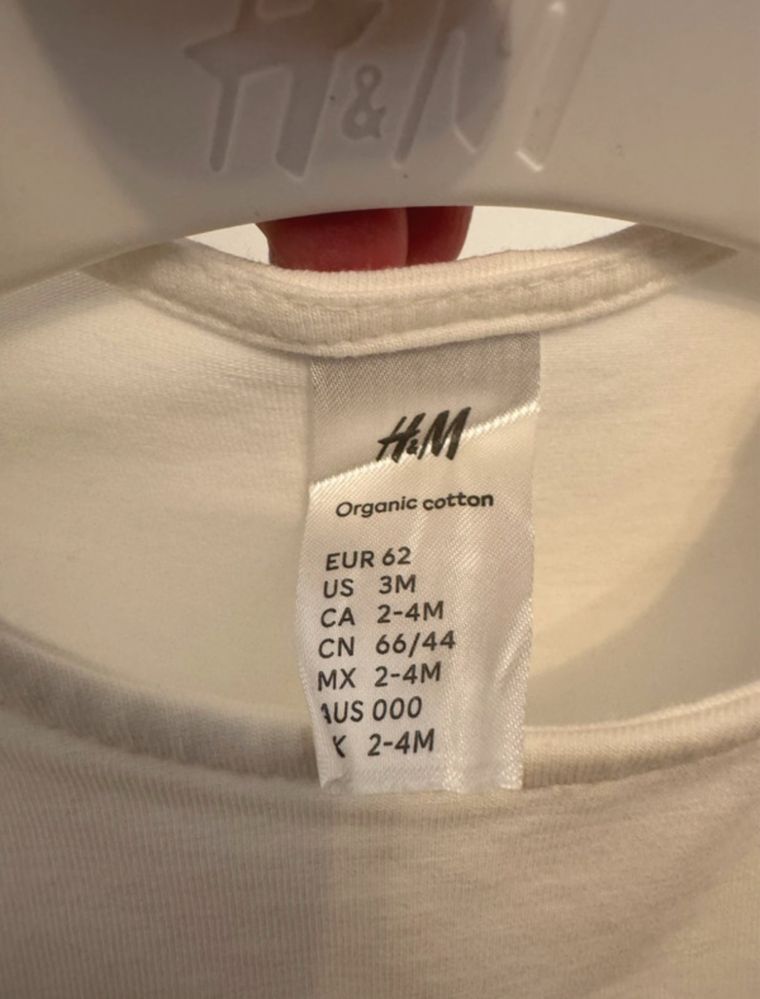 H&M
H&M
Organic cotton
EUR 62
US 3M
CA 2-4M
CN 66/44
MX 2-4M
AUS 000
K 2-4M